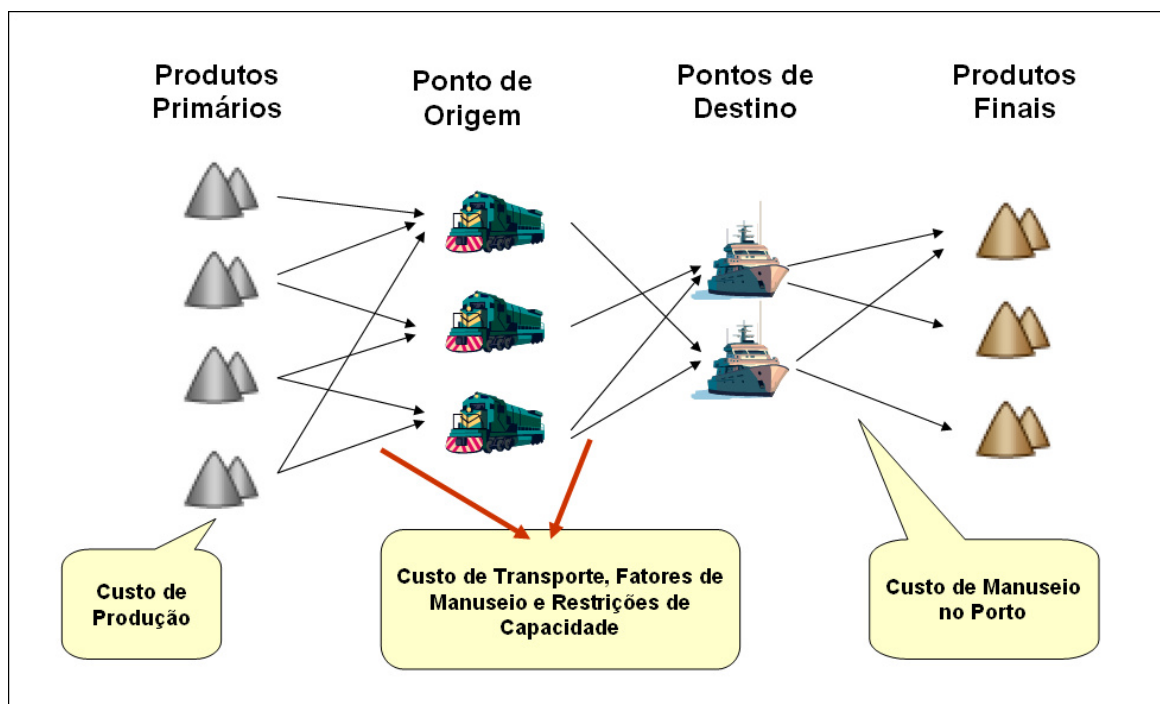 Produtos
Primários
Ponto de
Origem
Pontos de
Destino
Produtos
Finais
Custo de
Produção
Custo de Transporte, Fatores de
Manuseio e Restrições de
Capacidade
Custo de Manuseio
no Porto